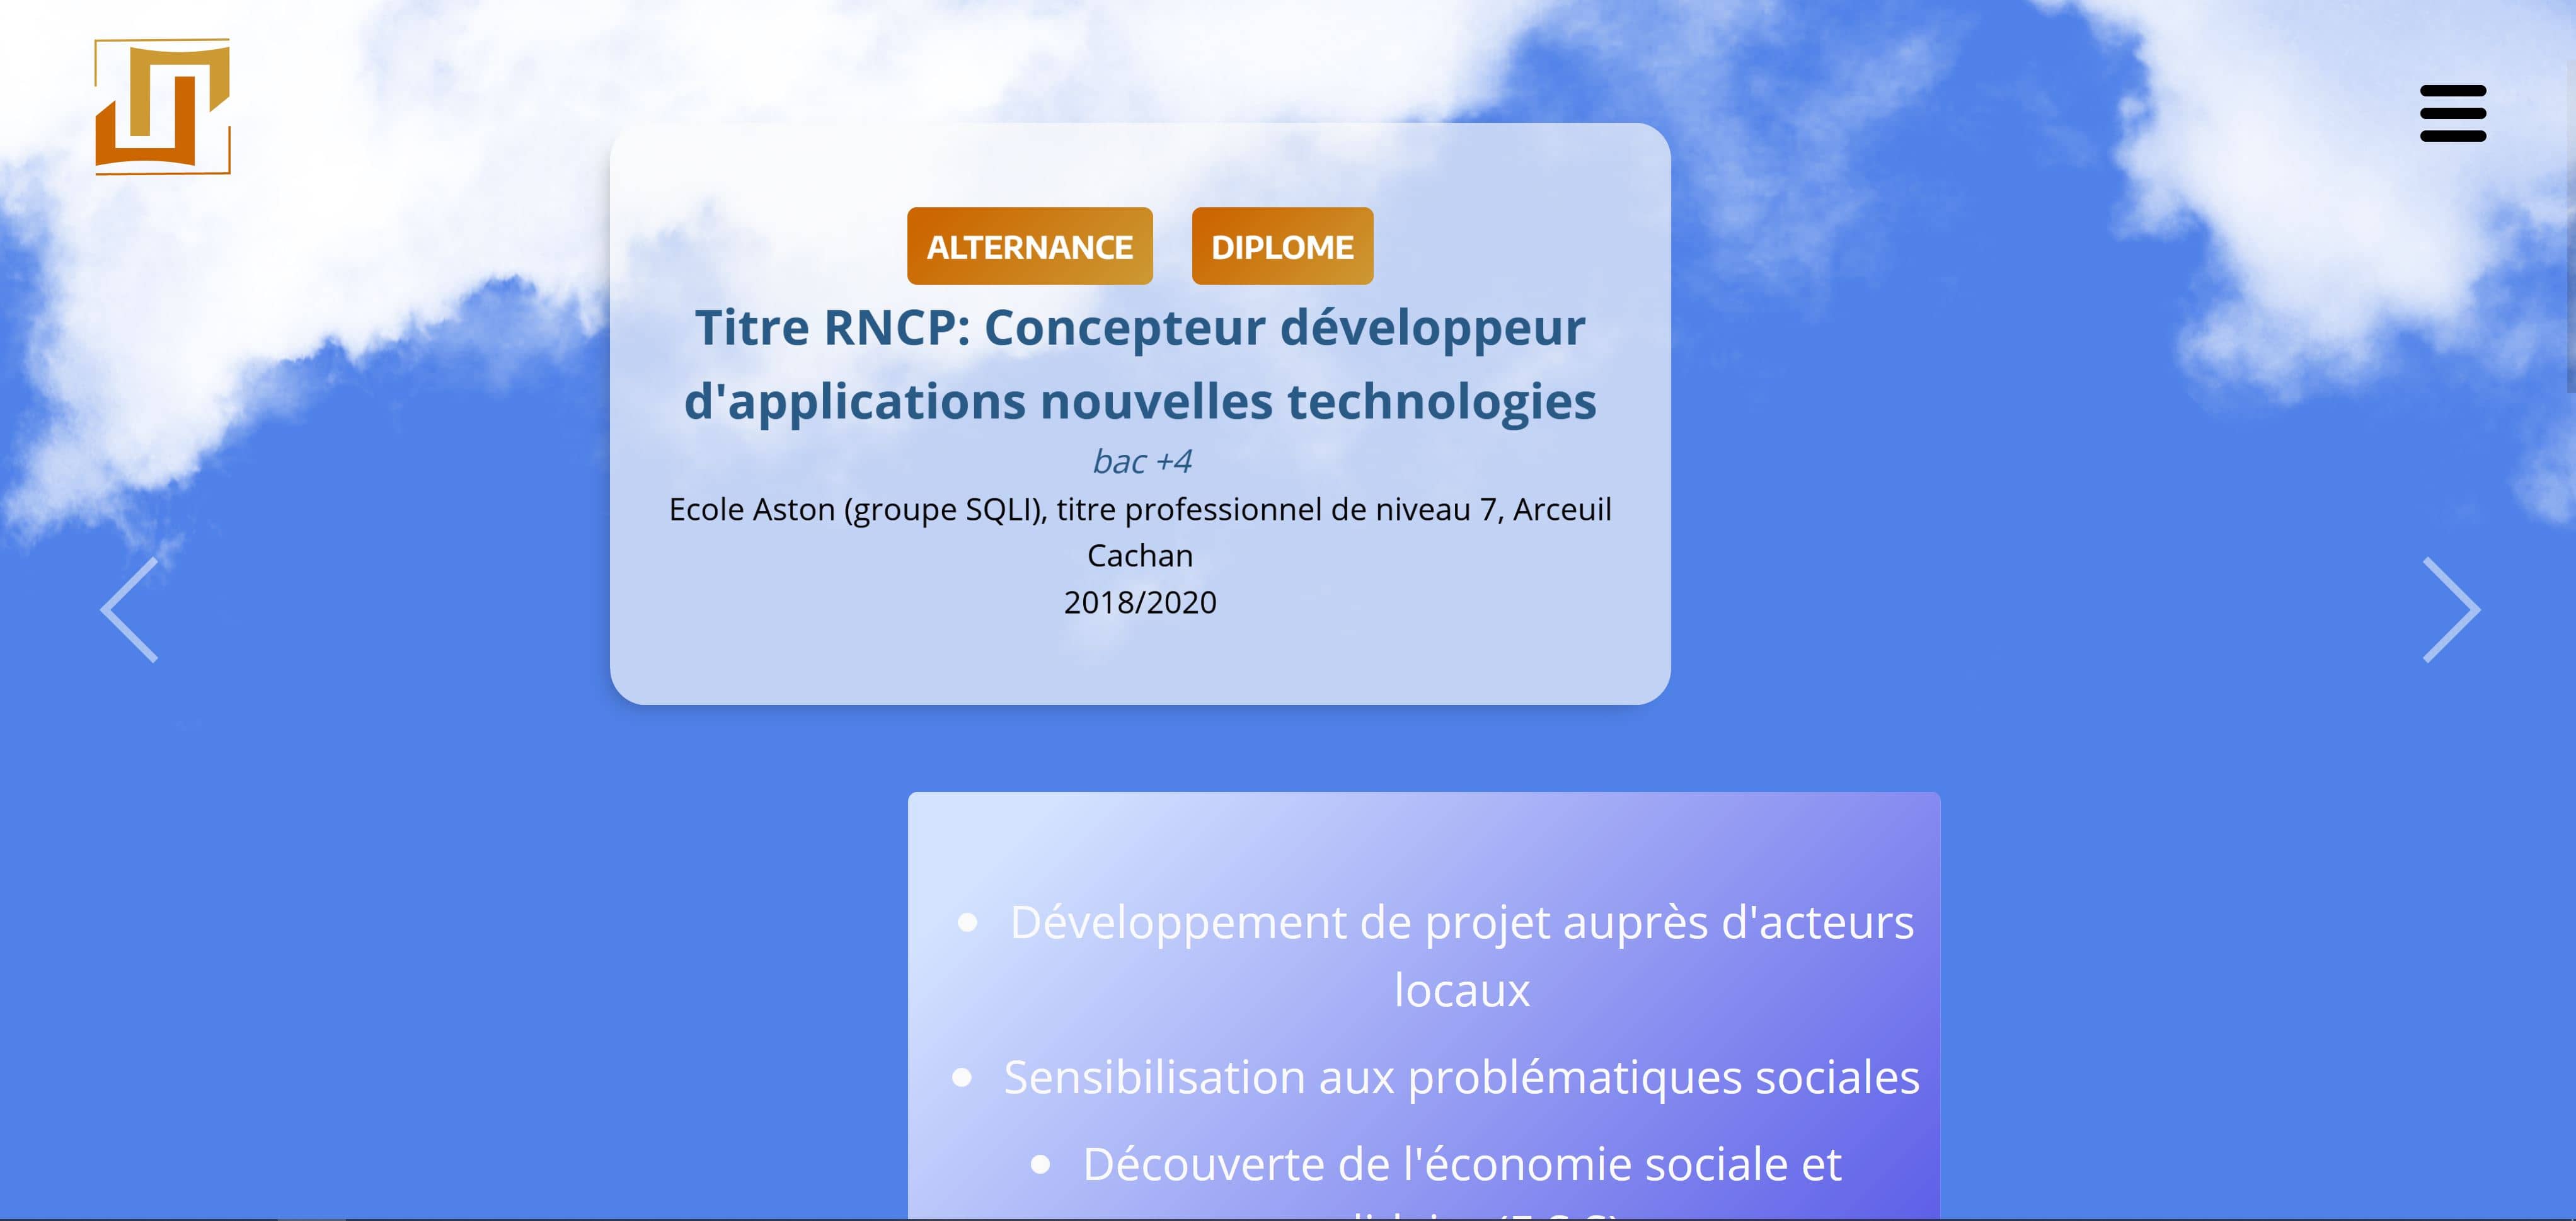 ALTERNANCE DIPLOME
Titre RNCP: Concepteur développeur
d'applications nouvelles technologies
bac +4
Ecole Aston (groupe SQLI), titre professionnel de niveau 7, Arceuil
Cachan
2018/2020
• Développement de projet auprès d'acteurs
locaux
• Sensibilisation aux problématiques sociales
• Découverte de l'économie sociale et